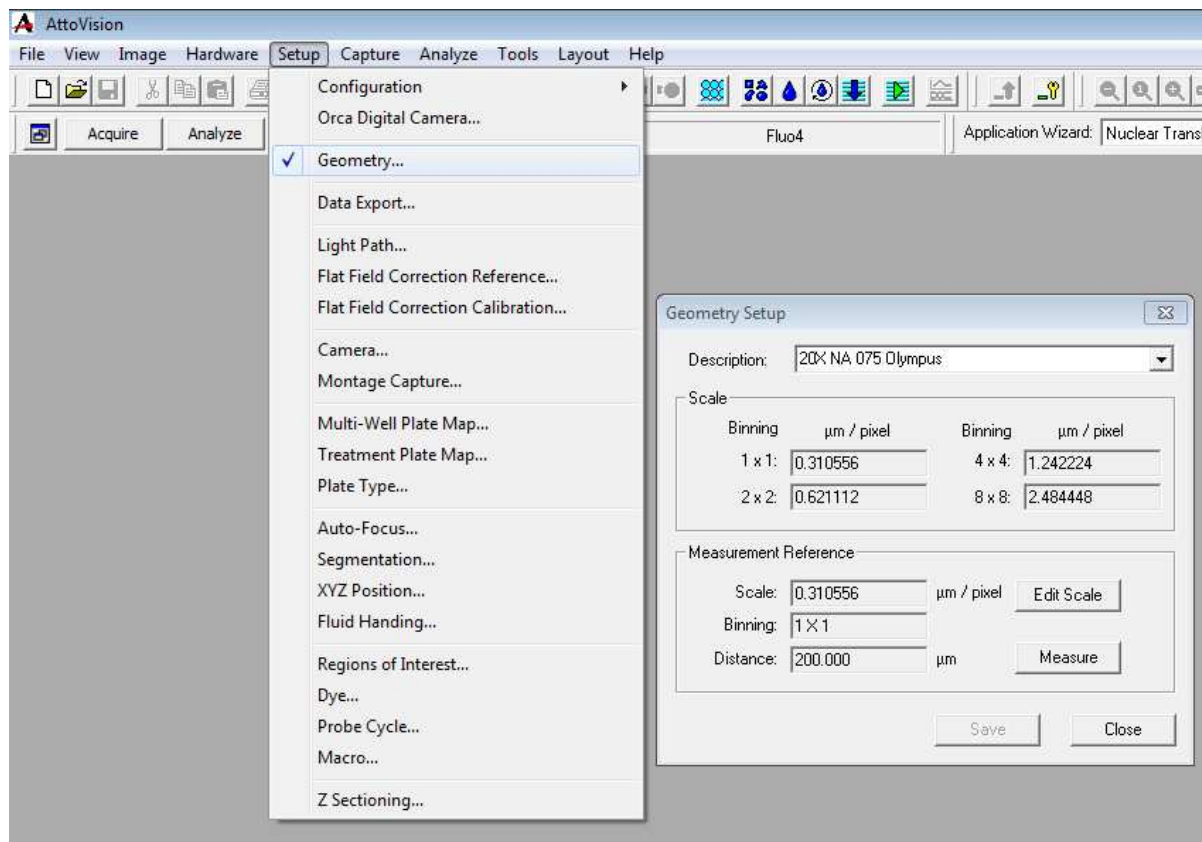 AttoVision
File View Image Hardware Setup Capture Analyze Tools Layout Help
Acquire Analyze Fluo4 Application Wizard: Nuclear Trans
Configuration
Orca Digital Camera...
Geometry...
Data Export...
Light Path...
Flat Field Correction Reference...
Flat Field Correction Calibration...
Camera...
Montage Capture...
Multi-Well Plate Map...
Treatment Plate Map...
Plate Type...
Auto-Focus...
Segmentation...
XYZ Position...
Fluid Handing...
Regions of Interest...
Dye...
Probe Cycle...
Macro...
Z Sectioning...
Geometry Setup
Description: 20X NA 075 Olympus
Scale
Binning µm / pixel Binning µm / pixel
1 x 1: 0.310556 4 x 4: 1.242224
2 x 2: 0.621112 8 x 8: 2.484448
Measurement Reference
Scale: 0.310556 µm / pixel Edit Scale
Binning: 1 X 1
Distance: 200.000 µm Measure
Save Close